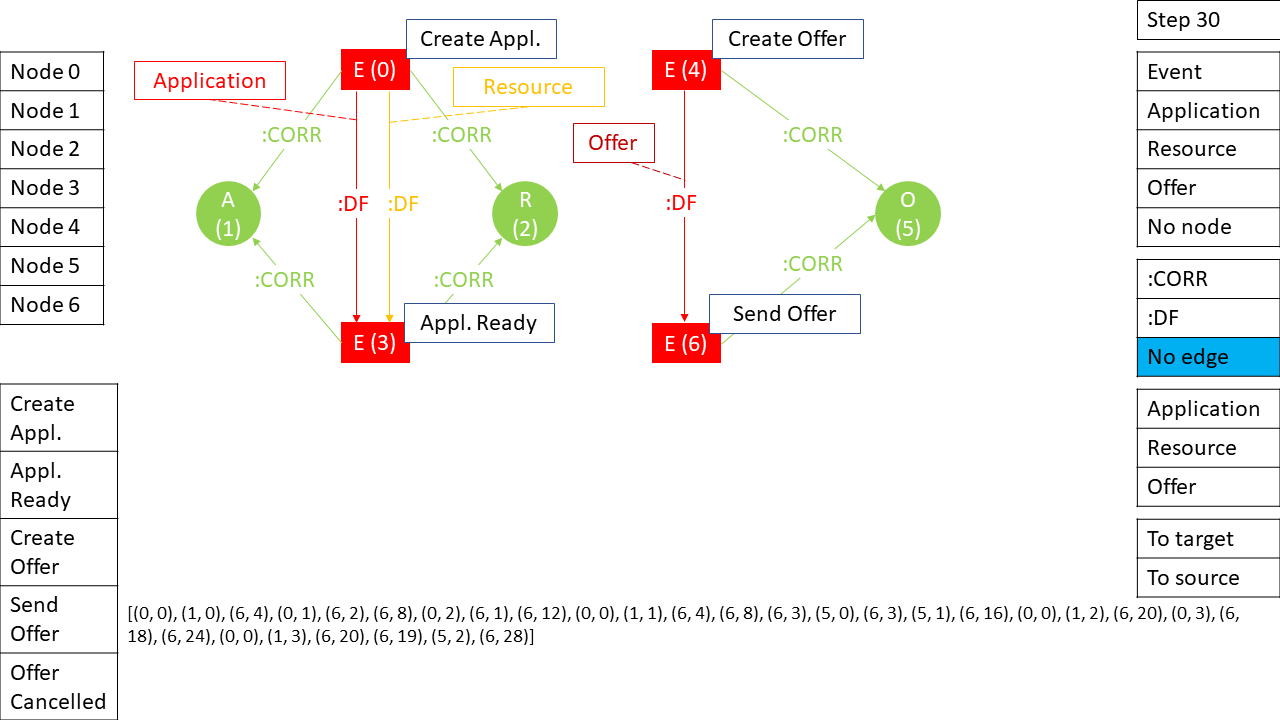 Step 30
Node 0
Node 1
Node 2
Node 3
Node 4
Node 5
Node 6
Create Appl.
E (0)
Application
Resource
:CORR
:CORR
A
(1)
:DF
:DF
R
(2)
:CORR
:CORR
Appl. Ready
E (3)
Create Offer
E (4)
Offer
:CORR
:DF
O
(5)
:CORR
Send Offer
E (6)
Event
Application
Resource
Offer
No node
:CORR
:DF
No edge
Application
Resource
Offer
To target
To source
Create
Appl.
Appl.
Ready
Create
Offer
Send
Offer
Offer
Cancelled
[(0, 0), (1, 0), (6, 4), (0, 1), (6, 2), (6, 8), (0, 2), (6, 1), (6, 12), (0, 0), (1, 1), (6, 4), (6, 8), (6, 3), (5, 0), (6, 3), (5, 1), (6, 16), (0, 0), (1, 2), (6, 20), (0, 3), (6,
18), (6, 24), (0, 0), (1, 3), (6, 20), (6, 19), (5, 2), (6, 28)]